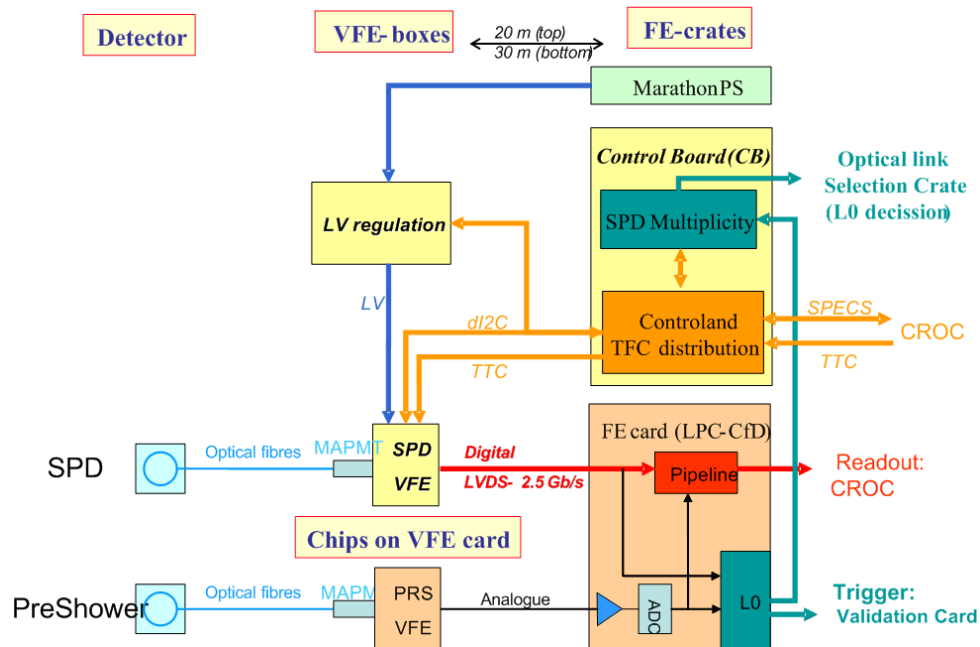 Detector
VFE- boxes
20 m (top)
30 m (bottom)
FE-crates
MarathonPS
Control Board(CB)
SPD Multiplicity
Optical link
Selection Crate
(L0 decission)
LV regulation
LV
dI2C
TTC
Controland
TFC distribution
SPECS
CROC
TTC
SPD
Optical fibres
MAPMT
SPD
VFE
Digital
LVDS- 2.5 Gb/s
FE card (LPC-CfD)
Pipeline
Readout:
CROC
Chips on VFE card
PreShower
Optical fibres
MAPM
PRS
VFE
Analogue
ADC
L0
Trigger:
Validation Card